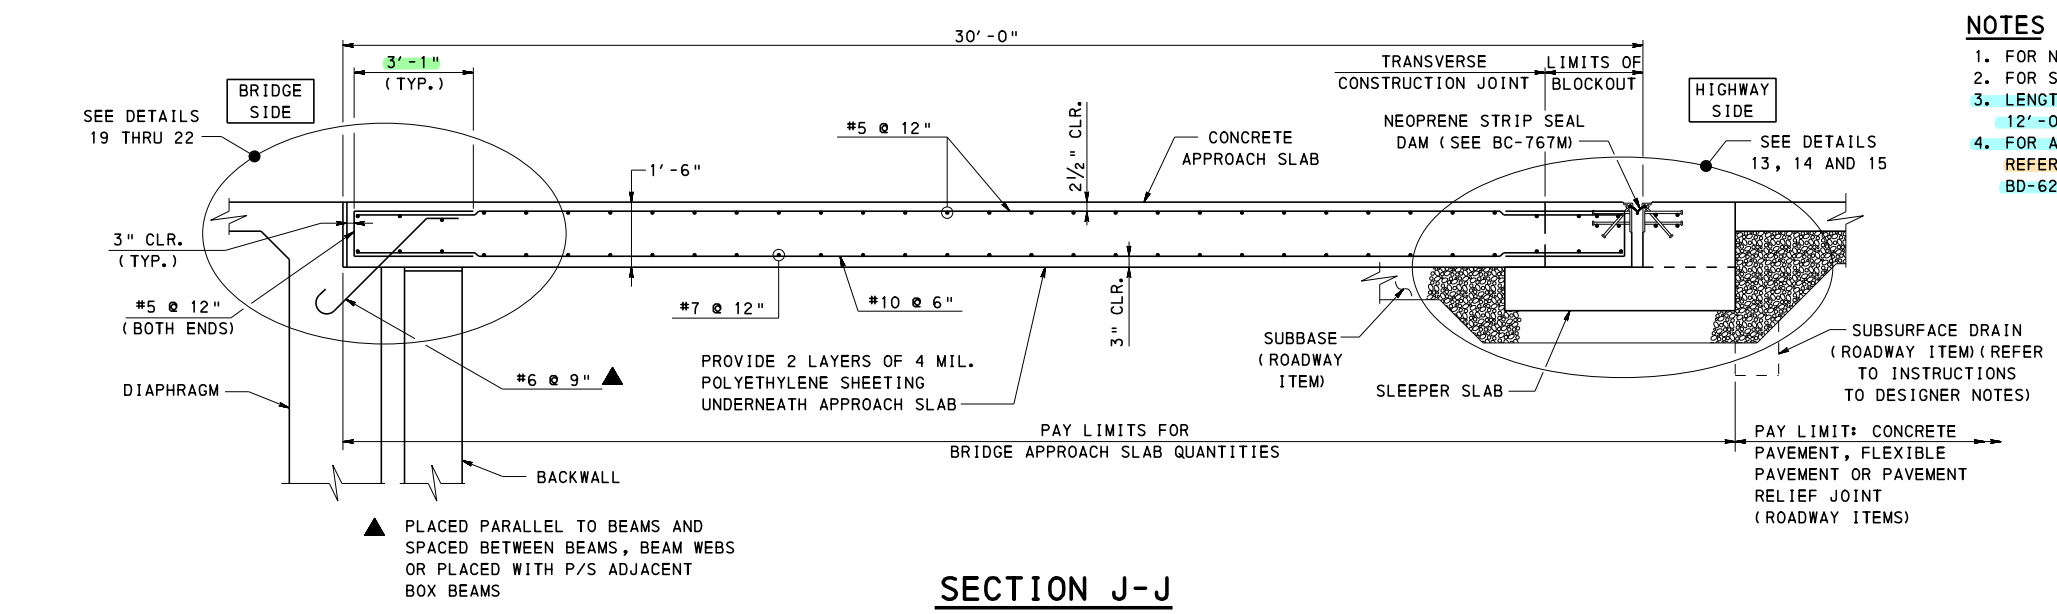 NOTES
1. FOR N
2. FOR S
3. LENGT
12'-0
4. FOR A
REFER
BD-62
30'-0"
3'-1"
(TYP.)
BRIDGE
SIDE
SEE DETAILS
19 THRU 22
#5 @ 12"
1'-6"
2½" CLR.
CONCRETE
APPROACH SLAB
TRANSVERSE
CONSTRUCTION JOINT
LIMITS OF
BLOCKOUT
NEOPRENE STRIP SEAL
DAM (SEE BC-767M)
HIGHWAY
SIDE
SEE DETAILS
13, 14 AND 15
3" CLR.
(TYP.)
#5 @ 12"
(BOTH ENDS)
#7 @ 12"
#10 @ 6"
3" CLR.
#6 @ 9"
DIAPHRAGM
PROVIDE 2 LAYERS OF 4 MIL.
POLYETHYLENE SHEETING
UNDERNEATH APPROACH SLAB
SUBBASE
(ROADWAY
ITEM)
SLEEPER SLAB
SUBSURFACE DRAIN
(ROADWAY ITEM)(REFER
TO INSTRUCTIONS
TO DESIGNER NOTES)
PAY LIMITS FOR
BRIDGE APPROACH SLAB QUANTITIES
PAY LIMIT: CONCRETE
PAVEMENT, FLEXIBLE
PAVEMENT OR PAVEMENT
RELIEF JOINT
(ROADWAY ITEMS)
BACKWALL
▲ PLACED PARALLEL TO BEAMS AND
SPACED BETWEEN BEAMS, BEAM WEBS
OR PLACED WITH P/S ADJACENT
BOX BEAMS
SECTION J-J